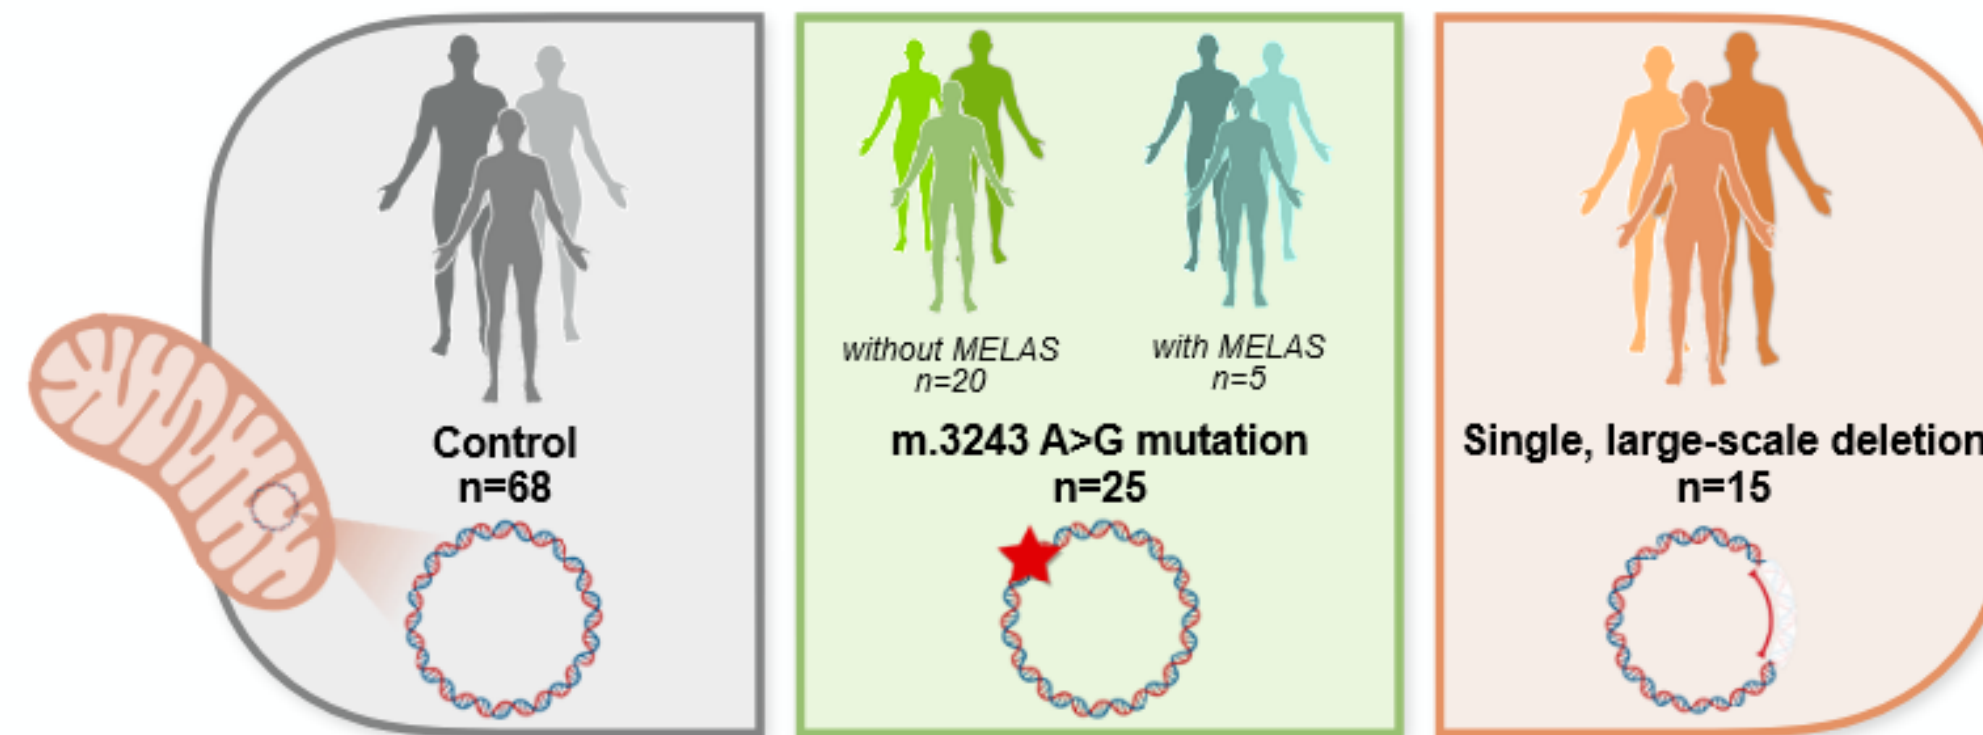 Control
n=68
without MELAS
n=20
with MELAS
n=5
m.3243 A>G mutation
n=25
Single, large-scale deletion
n=15